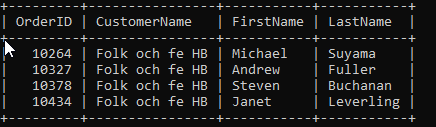 | OrderID | CustomerName | FirstName | LastName |
| 10264 | Folk och fe HB | Michael | Suyama |
| 10327 | Folk och fe HB | Andrew | Fuller |
| 10378 | Folk och fe HB | Steven | Buchanan |
| 10434 | Folk och fe HB | Janet | Leverling |